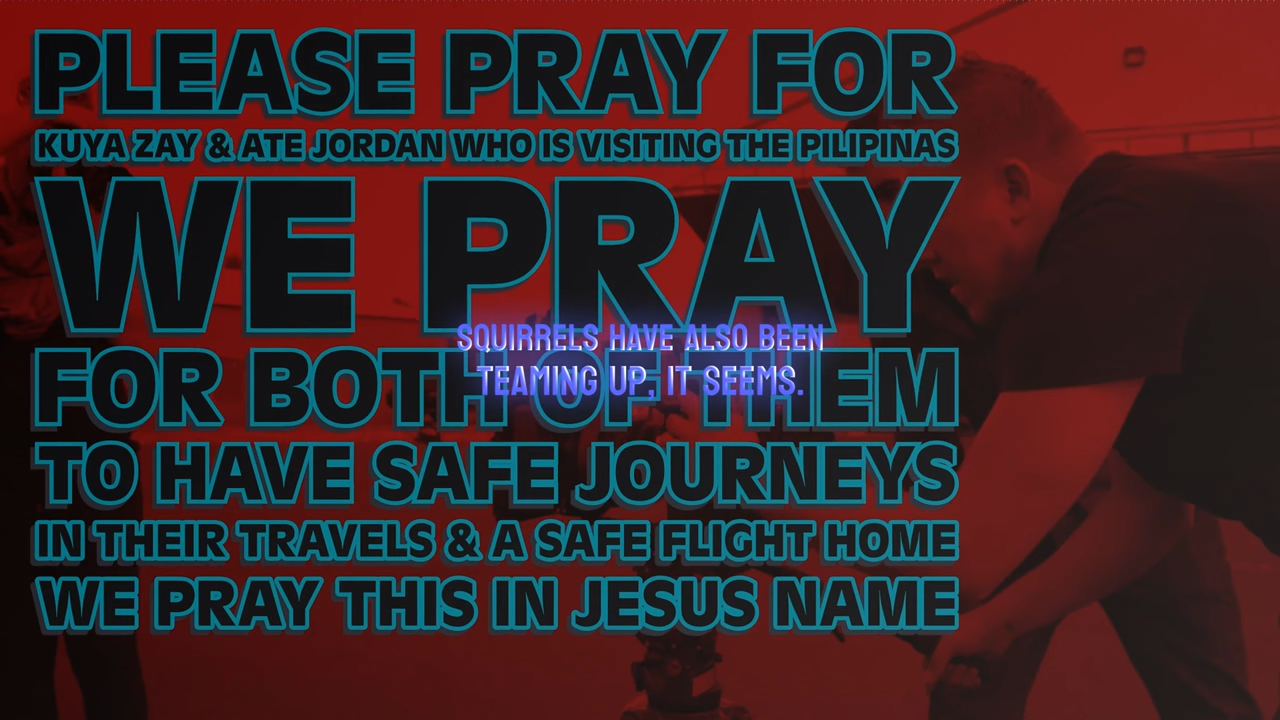 PLEASE PRAY FOR
KUYA ZAY & ATE JORDAN WHO IS VISITING THE PILIPINAS
WE PRAY
SQUIRRELS HAVE ALSO BEEN
TEAMING UP, IT SEEMS.
FOR BOTH OF THEM
TO HAVE SAFE JOURNEYS
IN THEIR TRAVELS & A SAFE FLIGHT HOME
WE PRAY THIS IN JESUS NAME